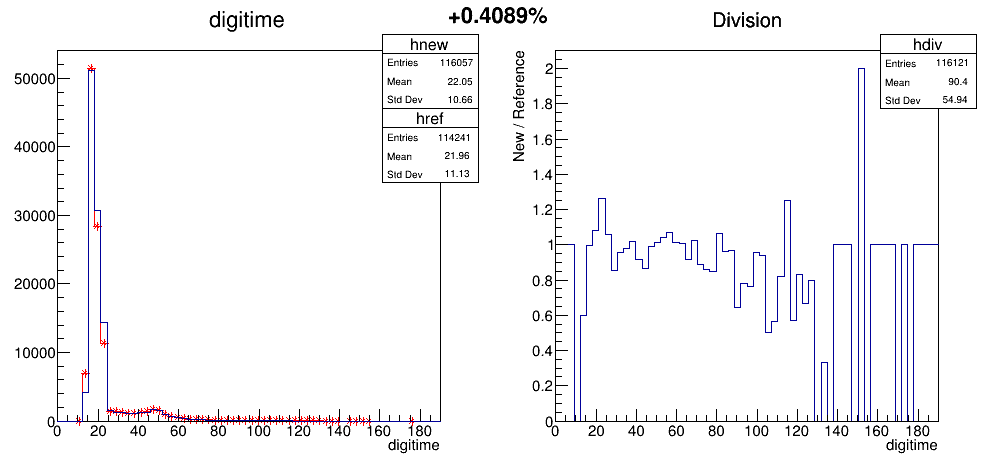 +0.4089%
digitime
hnew
Entries 116057
Mean 22.05
Std Dev 10.66
href
Entries 114241
Mean 21.96
Std Dev 11.13
50000
40000
30000
20000
10000
0
0 20 40 60 80 100 120 140 160 180
digitime
Division
hdiv
Entries 116121
Mean 90.4
Std Dev 54.94
New / Reference
2
1.8
1.6
1.4
1.2
1
0.8
0.6
0.4
0.2
0
0 20 40 60 80 100 120 140 160 180
digitime